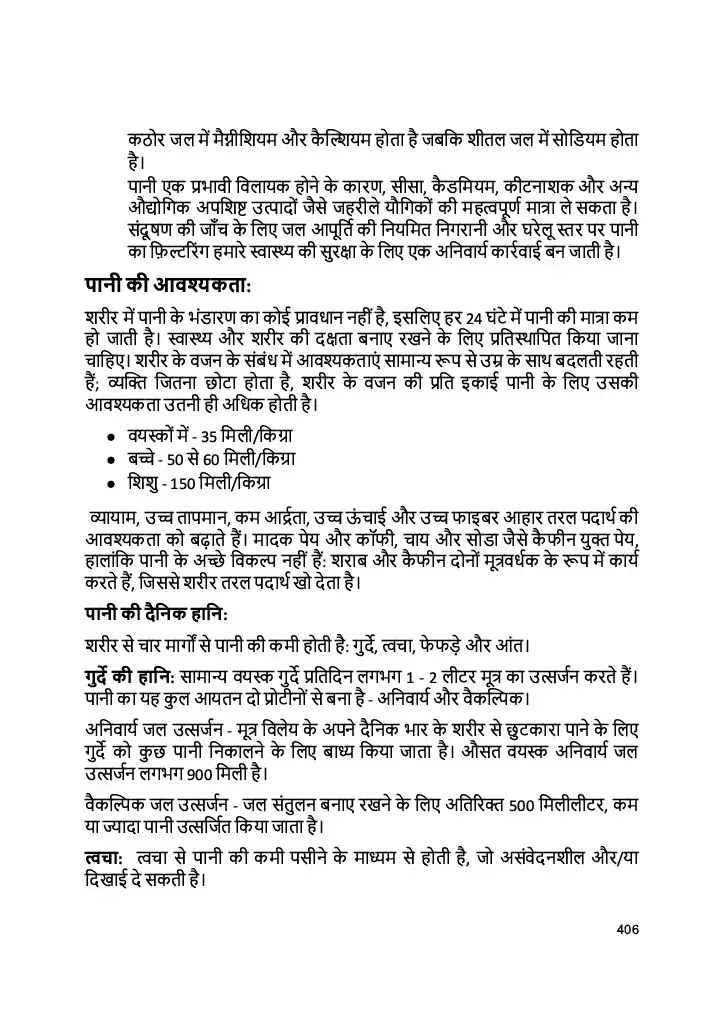 कठोर जल में मैग्नीशियम और कैल्शियम होता है जबकि शीतल जल में सोडियम होता
है।
पानी एक प्रभावी विलायक होने के कारण, सीसा, कैडमियम, कीटनाशक और अन्य
औद्योगिक अपशिष्ट उत्पादों जैसे जहरीले यौगिकों की महत्वपूर्ण मात्रा ले सकता है।
संदूषण की जाँच के लिए जल आपूर्ति की नियमित निगरानी और घरेलू स्तर पर पानी
का फ़िल्टरिंग हमारे स्वास्थ्य की सुरक्षा के लिए एक अनिवार्य कार्रवाई बन जाती है।
पानी की आवश्यकता:
शरीर में पानी के भंडारण का कोई प्रावधान नहीं है, इसलिए हर 24 घंटे में पानी की मात्रा कम
हो जाती है। स्वास्थ्य और शरीर की दक्षता बनाए रखने के लिए प्रतिस्थापित किया जाना
चाहिए। शरीर के वजन के संबंध में आवश्यकताएं सामान्य रूप से उम्र के साथ बदलती रहती
हैं; व्यक्ति जितना छोटा होता है, शरीर के वजन की प्रति इकाई पानी के लिए उसकी
आवश्यकता उतनी ही अधिक होती है।
● वयस्कों में - 35 मिली/किग्रा
● बच्चे - 50 से 60 मिली/किग्रा
● शिशु - 150 मिली/किग्रा
व्यायाम, उच्च तापमान, कम आर्द्रता, उच्च ऊंचाई और उच्च फाइबर आहार तरल पदार्थ की
आवश्यकता को बढ़ाते हैं। मादक पेय और कॉफी, चाय और सोडा जैसे कैफीन युक्त पेय,
हालांकि पानी के अच्छे विकल्प नहीं हैं: शराब और कैफीन दोनों मूत्रवर्धक के रूप में कार्य
करते हैं, जिससे शरीर तरल पदार्थ खो देता है।
पानी की दैनिक हानि:
शरीर से चार मार्गों से पानी की कमी होती है: गुर्दे, त्वचा, फेफड़े और आंत।
गुर्दे की हानि: सामान्य वयस्क गुर्दे प्रतिदिन लगभग 1 - 2 लीटर मूत्र का उत्सर्जन करते हैं।
पानी का यह कुल आयतन दो प्रोटीनों से बना है - अनिवार्य और वैकल्पिक।
अनिवार्य जल उत्सर्जन - मूत्र विलेय के अपने दैनिक भार के शरीर से छुटकारा पाने के लिए
गुर्दे को कुछ पानी निकालने के लिए बाध्य किया जाता है। औसत वयस्क अनिवार्य जल
उत्सर्जन लगभग 900 मिली है।
वैकल्पिक जल उत्सर्जन - जल संतुलन बनाए रखने के लिए अतिरिक्त 500 मिलीलीटर, कम
या ज्यादा पानी उत्सर्जित किया जाता है।
त्वचा: त्वचा से पानी की कमी पसीने के माध्यम से होती है, जो असंवेदनशील और/या
दिखाई दे सकती है।
406